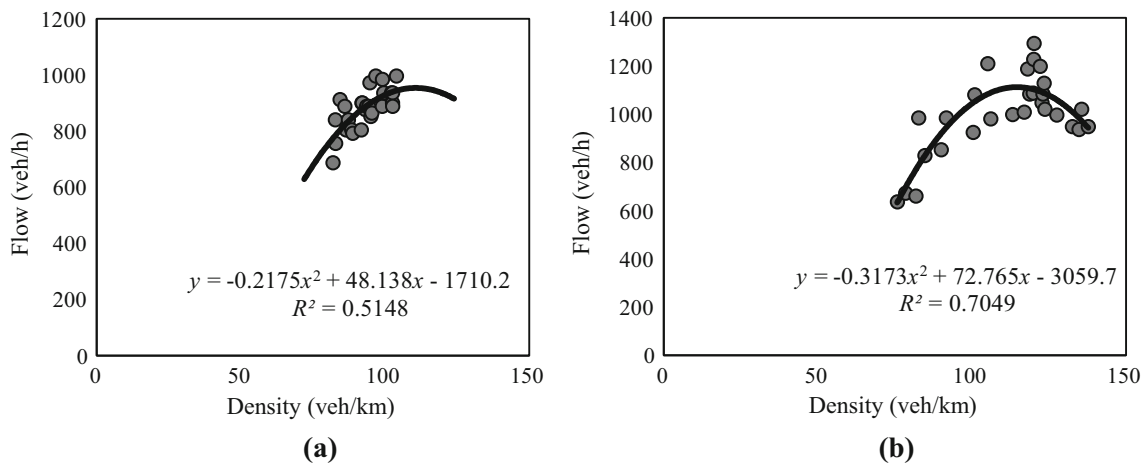 1200
1000
800
600
400
200
0
Flow (veh/h)
y = -0.2175x² + 48.138x - 1710.2
R² = 0.5148
0 50 100 150
Density (veh/km)
(a)
1400
1200
1000
800
600
400
200
0
Flow (veh/h)
y = -0.3173x² + 72.765x - 3059.7
R² = 0.7049
0 50 100 150
Density (veh/km)
(b)